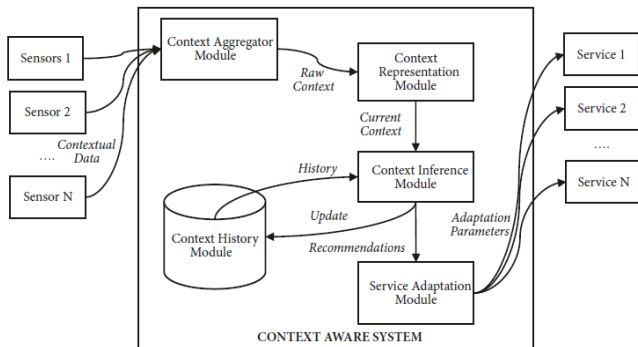 Sensors 1
Sensor 2
....
Sensor N
Contextual
Data
Context Aggregator
Module
Raw
Context
Context
Representation
Module
Current
Context
History
Context Inference
Module
Update
Context History
Module
Recommendations
Service Adaptation
Module
Adaptation
Parameters
Service 1
Service 2
....
Service N
CONTEXT AWARE SYSTEM